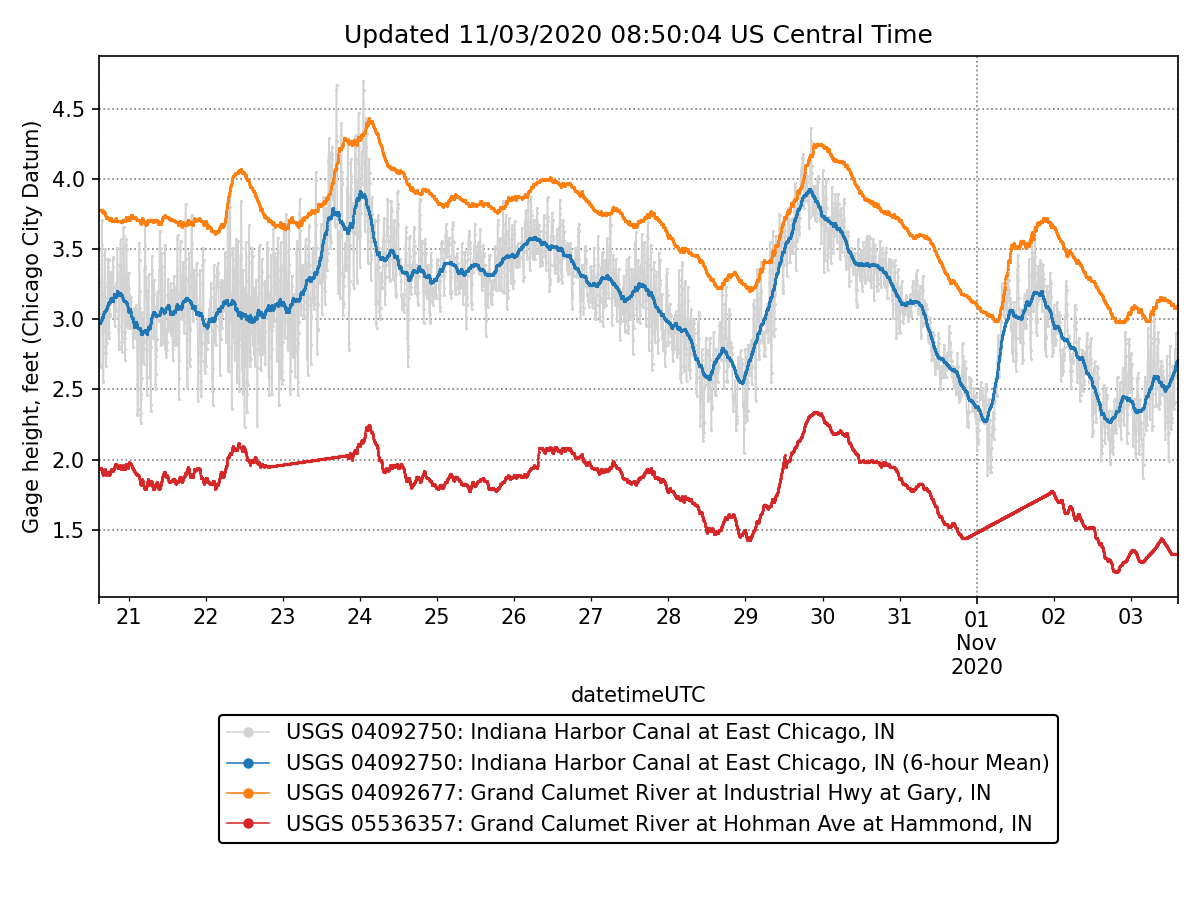 Updated 11/03/2020 08:50:04 US Central Time
Gage height, feet (Chicago City Datum)
4.5
4.0
3.5
3.0
2.5
2.0
1.5
21 22 23 24 25 26 27 28 29 30 31 01 02 03
Nov
2020
datetimeUTC
USGS 04092750: Indiana Harbor Canal at East Chicago, IN
USGS 04092750: Indiana Harbor Canal at East Chicago, IN (6-hour Mean)
USGS 04092677: Grand Calumet River at Industrial Hwy at Gary, IN
USGS 05536357: Grand Calumet River at Hohman Ave at Hammond, IN